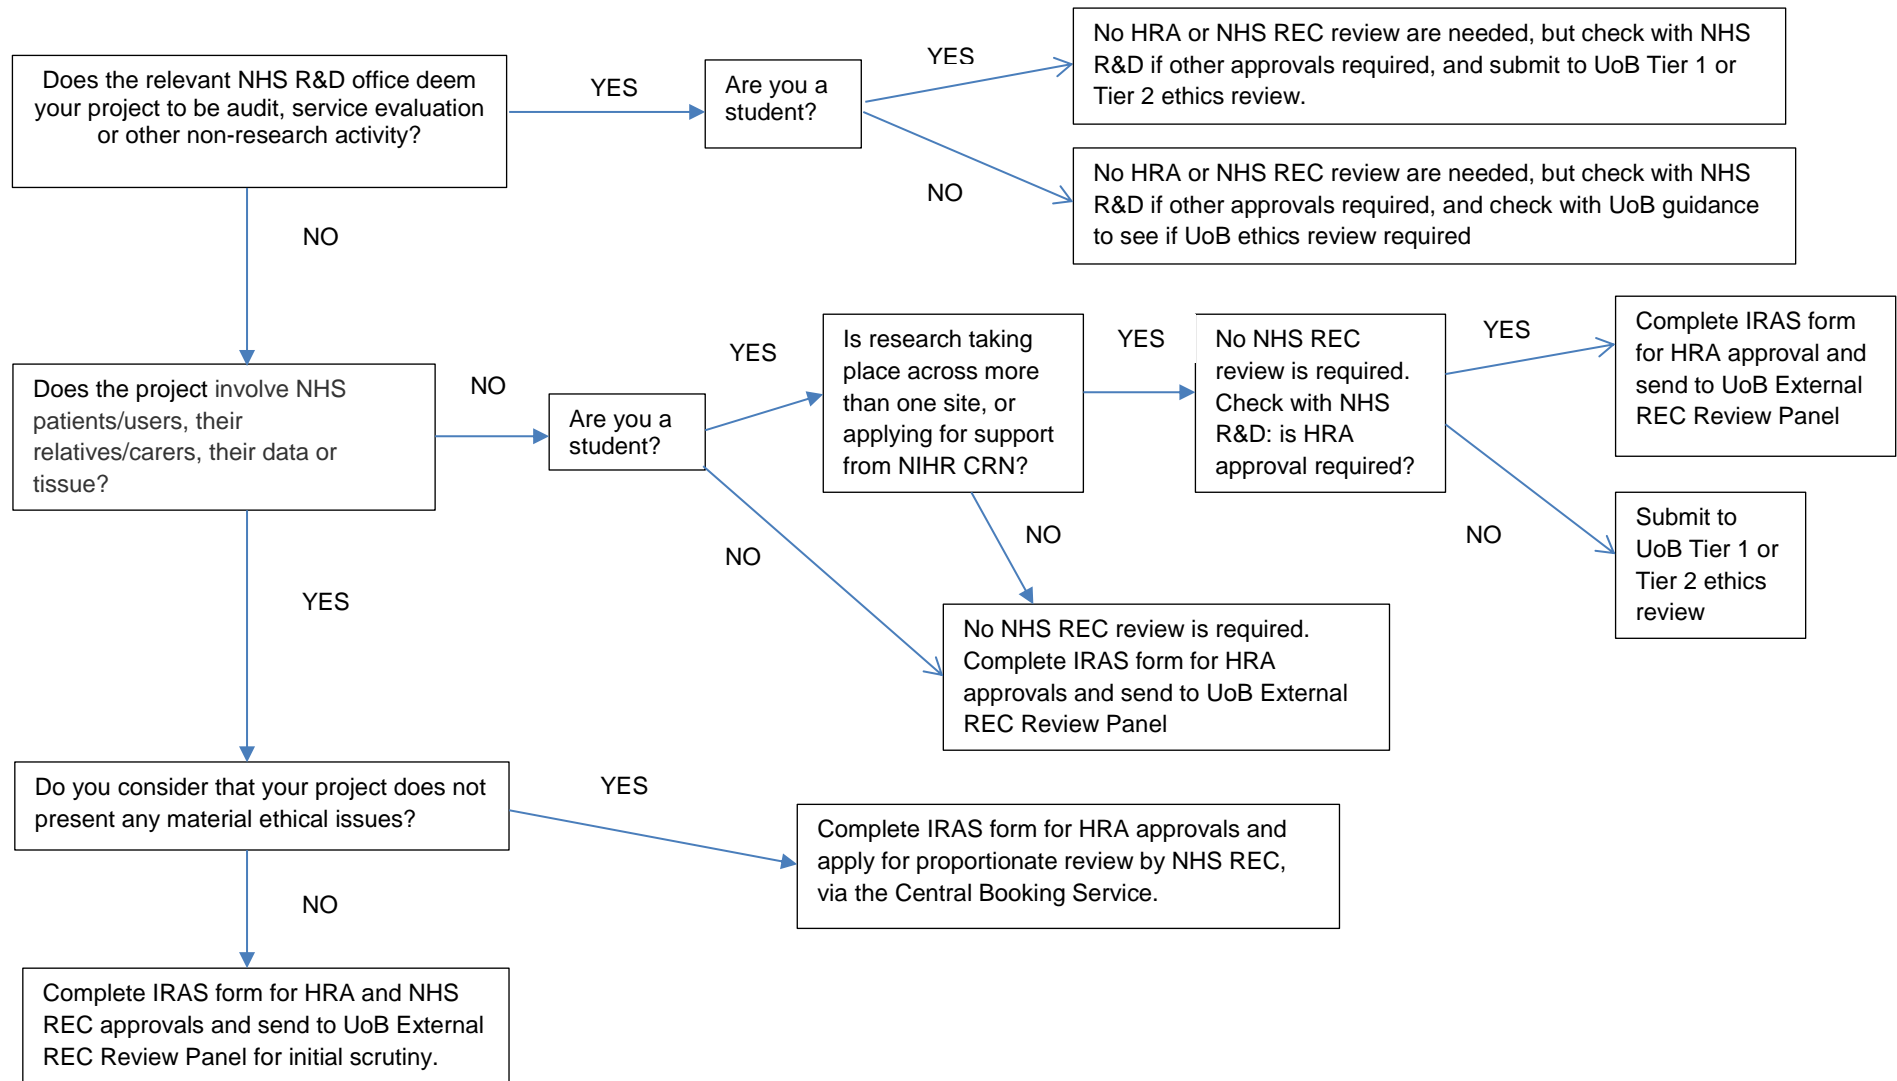 Does the relevant NHS R&D office deem
your project to be audit, service evaluation
or other non-research activity?
YES
Are you a
student?
YES
No HRA or NHS REC review are needed, but check with NHS
R&D if other approvals required, and submit to UoB Tier 1 or
Tier 2 ethics review.
NO
No HRA or NHS REC review are needed, but check with NHS
R&D if other approvals required, and check with UoB guidance
to see if UoB ethics review required
NO
Does the project involve NHS
patients/users, their
relatives/carers, their data or
tissue?
NO
Are you a
student?
YES
Is research taking
place across more
than one site, or
applying for support
from NIHR CRN?
YES
No NHS REC
review is required.
Check with NHS
R&D: is HRA
approval required?
YES
Complete IRAS form
for HRA approval and
send to UoB External
REC Review Panel
NO
Submit to
UoB Tier 1 or
Tier 2 ethics
review
NO
NO
No NHS REC review is required.
Complete IRAS form for HRA
approvals and send to UoB External
REC Review Panel
YES
Do you consider that your project does not
present any material ethical issues?
YES
Complete IRAS form for HRA approvals and
apply for proportionate review by NHS REC,
via the Central Booking Service.
NO
Complete IRAS form for HRA and NHS
REC approvals and send to UoB External
REC Review Panel for initial scrutiny.